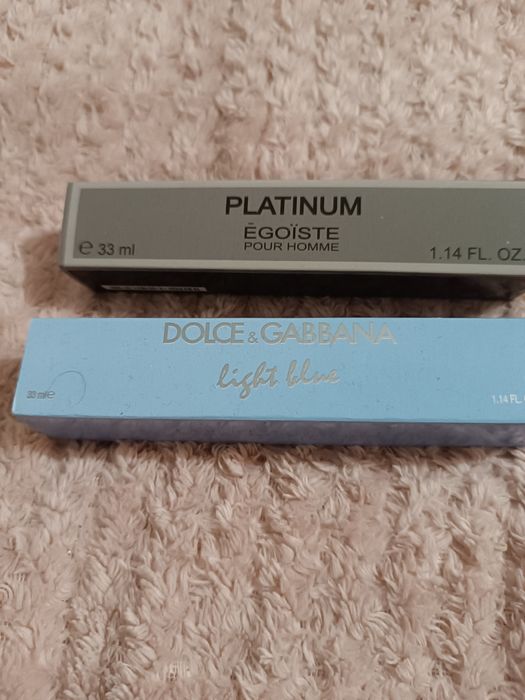 PLATINUM
ÉGOÏSTE
POUR HOMME
e 33 ml
1.14 FL. OZ.
DOLCE & GABBANA
light blue
33 ml e
1.14 FL.